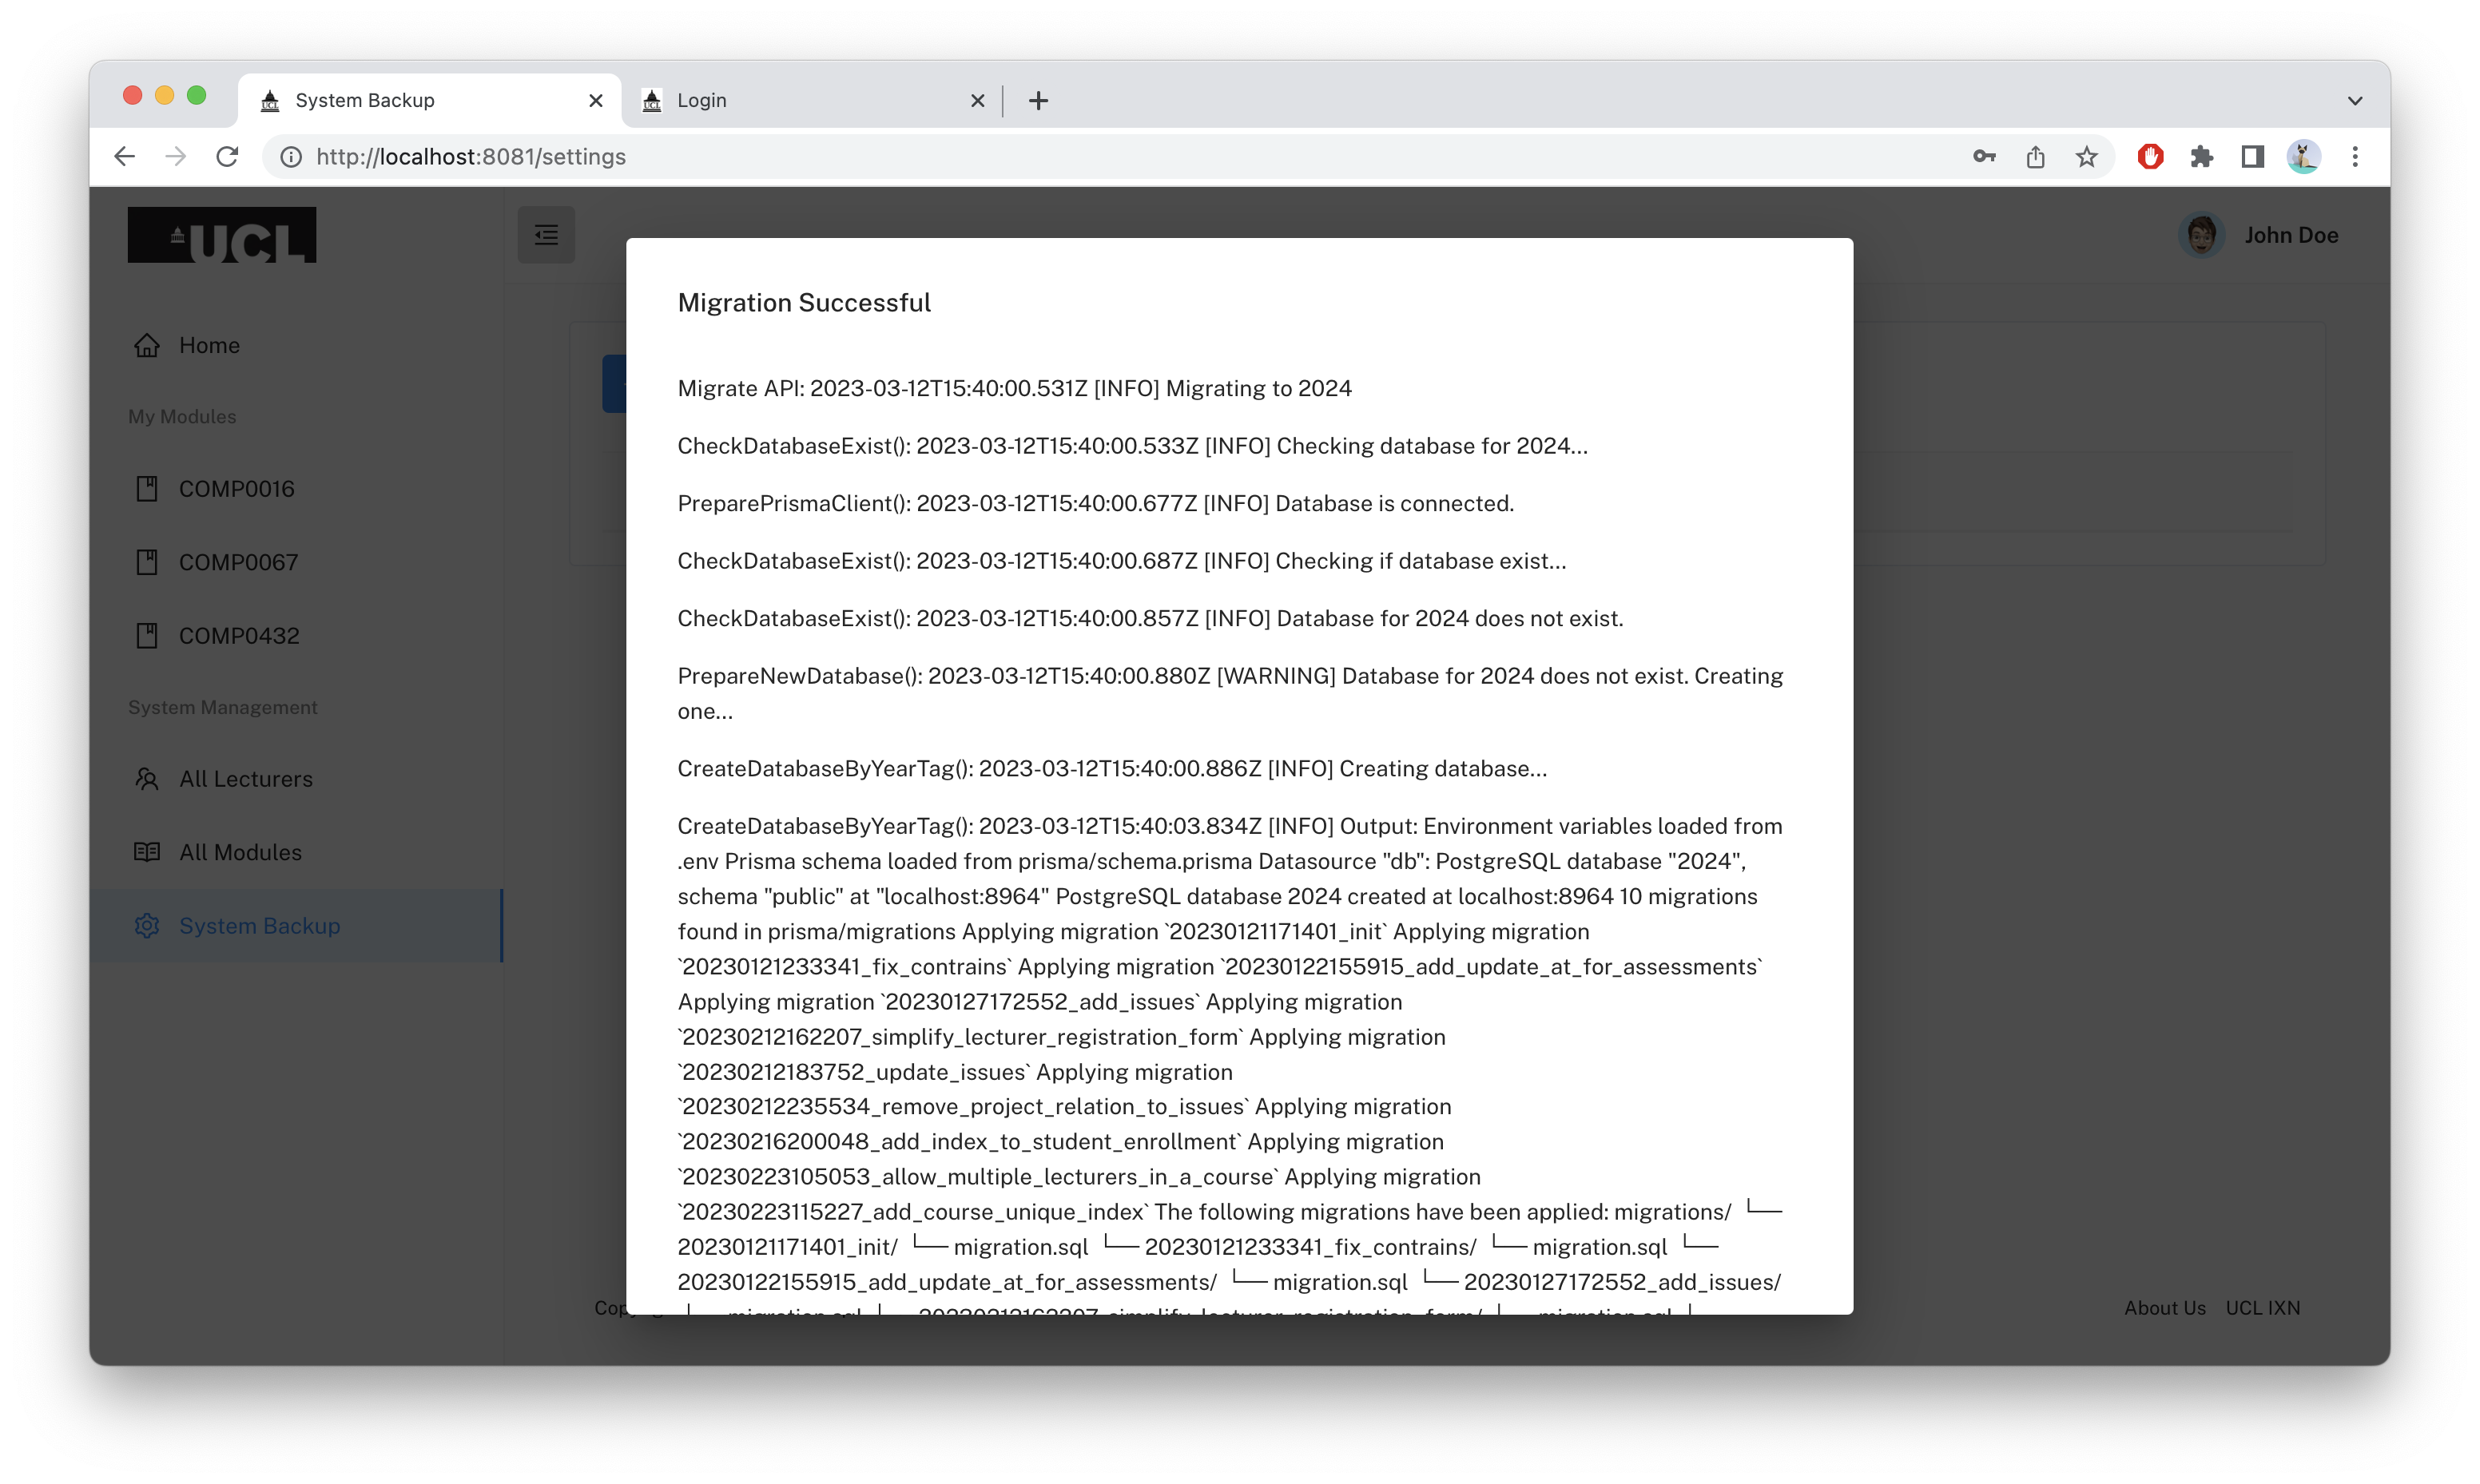 System Backup
Login
http://localhost:8081/settings
UCL
John Doe
Home
My Modules
COMP0016
COMP0067
COMP0432
System Management
All Lecturers
All Modules
System Backup
Migration Successful
Migrate API: 2023-03-12T15:40:00.531Z [INFO] Migrating to 2024
CheckDatabaseExist(): 2023-03-12T15:40:00.533Z [INFO] Checking database for 2024...
PreparePrismaClient(): 2023-03-12T15:40:00.677Z [INFO] Database is connected.
CheckDatabaseExist(): 2023-03-12T15:40:00.687Z [INFO] Checking if database exist...
CheckDatabaseExist(): 2023-03-12T15:40:00.857Z [INFO] Database for 2024 does not exist.
PrepareNewDatabase(): 2023-03-12T15:40:00.880Z [WARNING] Database for 2024 does not exist. Creating
one...
CreateDatabaseByYearTag(): 2023-03-12T15:40:00.886Z [INFO] Creating database...
CreateDatabaseByYearTag(): 2023-03-12T15:40:03.834Z [INFO] Output: Environment variables loaded from
.env Prisma schema loaded from prisma/schema.prisma Datasource "db": PostgreSQL database "2024",
schema "public" at "localhost:8964" PostgreSQL database 2024 created at localhost:8964 10 migrations
found in prisma/migrations Applying migration `20230121171401_init` Applying migration
`20230121233341_fix_contrains` Applying migration `20230122155915_add_update_at_for_assessments`
Applying migration `20230127172552_add_issues` Applying migration
`20230212162207_simplify_lecturer_registration_form` Applying migration
`20230212183752_update_issues` Applying migration
`20230212235534_remove_project_relation_to_issues` Applying migration
`20230216200048_add_index_to_student_enrollment` Applying migration
`20230223105053_allow_multiple_lecturers_in_a_course` Applying migration
`20230223115227_add_course_unique_index` The following migrations have been applied: migrations/ └─
20230121171401_init/ └─ migration.sql └─ 20230121233341_fix_contrains/ └─ migration.sql └─
20230122155915_add_update_at_for_assessments/ └─ migration.sql └─ 20230127172552_add_issues/
└─ migration.sql └─ 20230212162207_simplify_lecturer_registration_form/ └─ migration.sql └
About Us UCL IXN